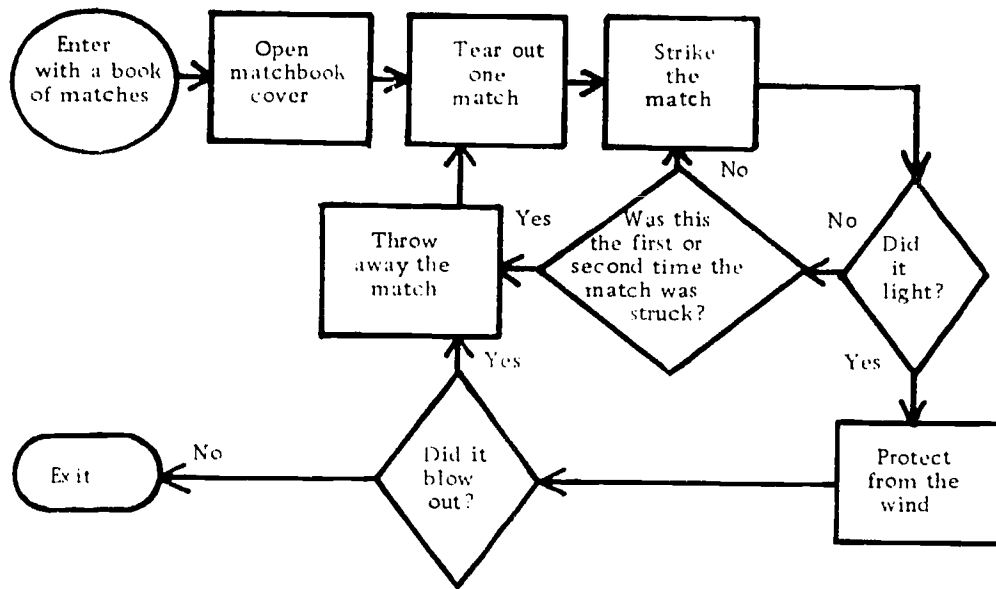 Enter
with a book
of matches
Open
matchbook
cover
Tear out
one
match
Strike
the
match
No
Yes
Throw
away the
match
Was this
the first or
second time the
match was
struck?
No
Did
it
light?
Yes
Yes
Exit
No
Did it
blow
out?
Protect
from the
wind